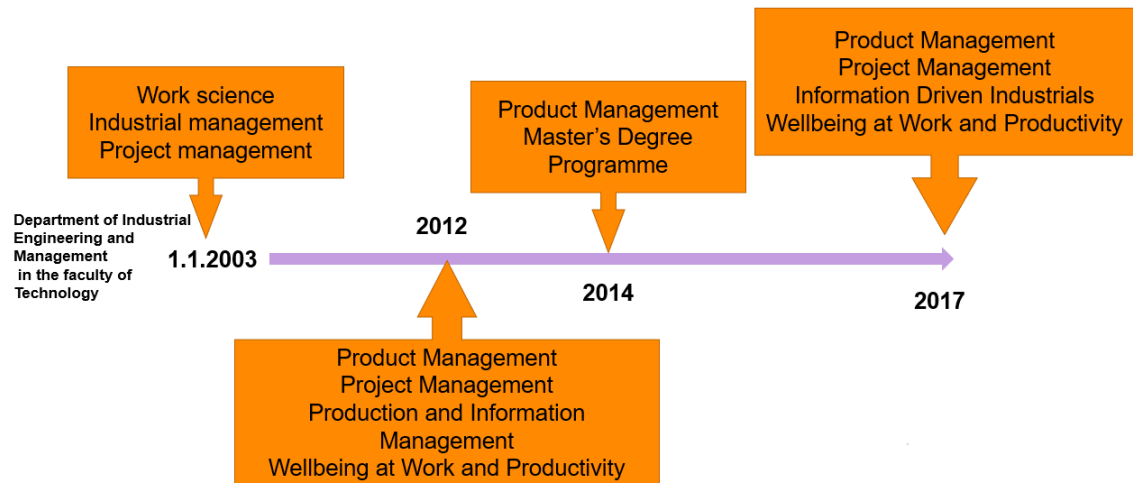 Work science
Industrial management
Project management
Product Management
Master's Degree
Programme
Product Management
Project Management
Information Driven Industrials
Wellbeing at Work and Productivity
Department of Industrial
Engineering and
Management
in the faculty of
Technology
1.1.2003
2012
2014
2017
Product Management
Project Management
Production and Information
Management
Wellbeing at Work and Productivity